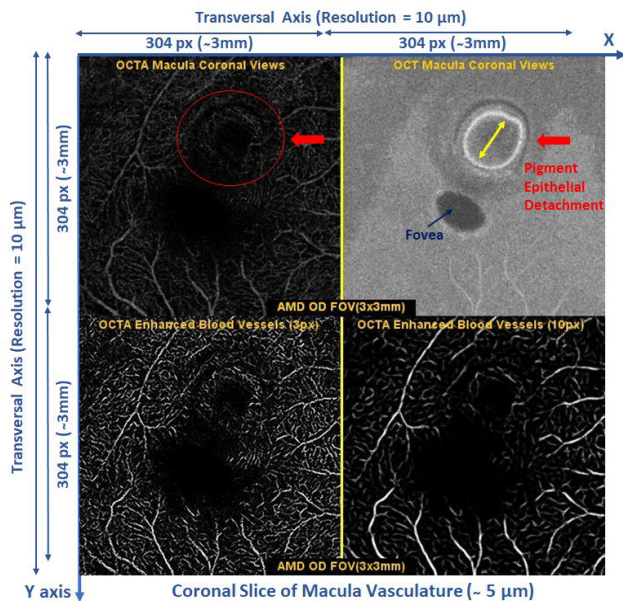 Transversal Axis (Resolution = 10 µm)
304 px (~3mm)
304 px (~3mm)
X
OCTA Macula Coronal Views
OCT Macula Coronal Views
Pigment
Epithelial
Detachment
Fovea
AMD OD FOV(3x3mm)
OCTA Enhanced Blood Vessels (3px)
OCTA Enhanced Blood Vessels (10px)
AMD OD FOV(3x3mm)
Transversal Axis (Resolution = 10 µm)
304 px (~3mm)
304 px (~3mm)
Y axis
Coronal Slice of Macula Vasculature (~ 5 µm)